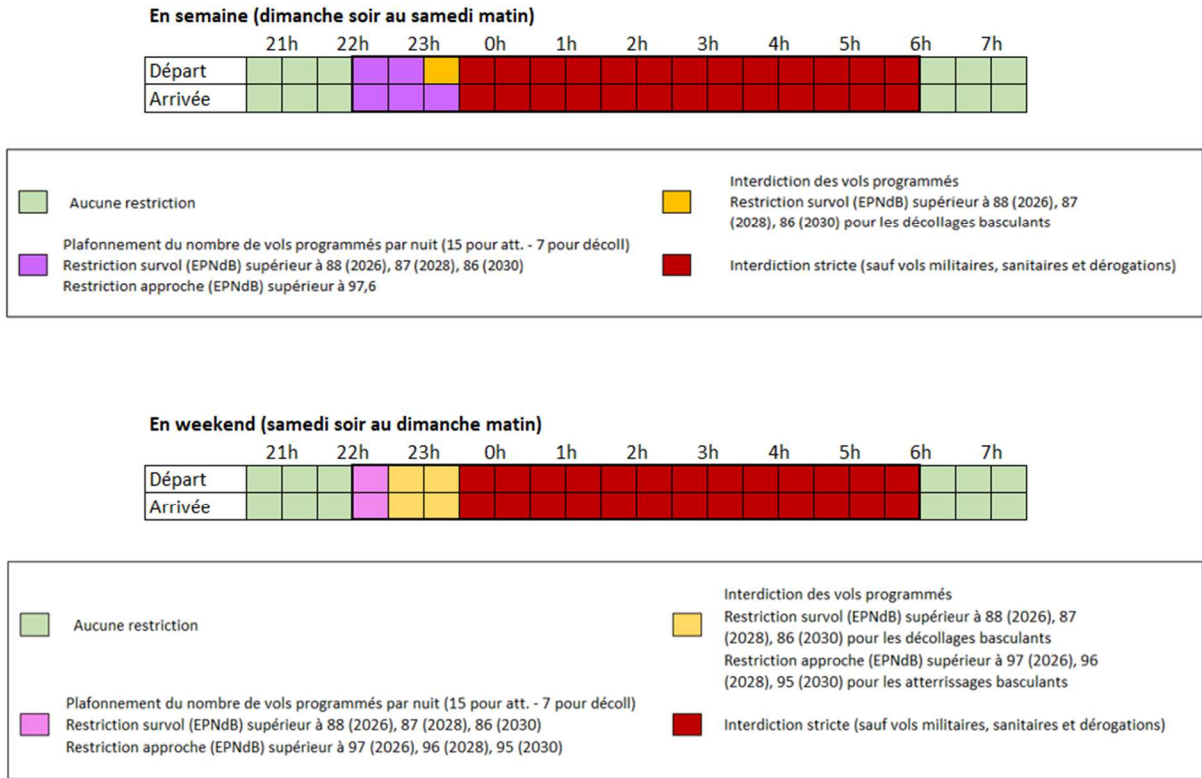 En semaine (dimanche soir au samedi matin)
21h 22h 23h 0h 1h 2h 3h 4h 5h 6h 7h
Départ
Arrivée
Aucune restriction
Plafonnement du nombre de vols programmés par nuit (15 pour att. - 7 pour décoll)
Restriction survol (EPNdB) supérieur à 88 (2026), 87 (2028), 86 (2030)
Restriction approche (EPNdB) supérieur à 97,6
Interdiction des vols programmés
Restriction survol (EPNdB) supérieur à 88 (2026), 87
(2028), 86 (2030) pour les décollages basculants
Interdiction stricte (sauf vols militaires, sanitaires et dérogations)
En weekend (samedi soir au dimanche matin)
21h 22h 23h 0h 1h 2h 3h 4h 5h 6h 7h
Départ
Arrivée
Aucune restriction
Plafonnement du nombre de vols programmés par nuit (15 pour att. - 7 pour décoll)
Restriction survol (EPNdB) supérieur à 88 (2026), 87 (2028), 86 (2030)
Restriction approche (EPNdB) supérieur à 97 (2026), 96 (2028), 95 (2030)
Interdiction des vols programmés
Restriction survol (EPNdB) supérieur à 88 (2026), 87
(2028), 86 (2030) pour les décollages basculants
Restriction approche (EPNdB) supérieur à 97 (2026), 96
(2028), 95 (2030) pour les atterrissages basculants
Interdiction stricte (sauf vols militaires, sanitaires et dérogations)